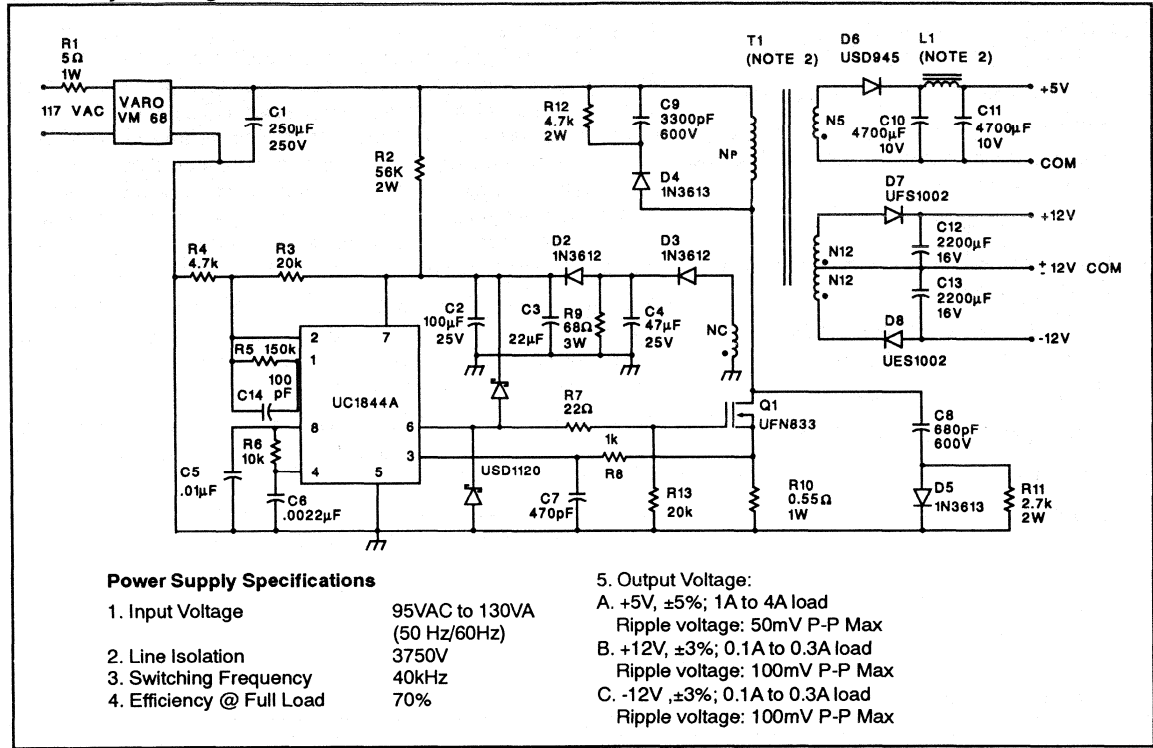 R1
5Ω
1W
117 VAC
VARO
VM 68
C1
250µF
250V
R2
56K
2W
R12
4.7k
2W
C9
3300pF
600V
D4
1N3613
T1
(NOTE 2)
NP
D6
USD945
L1
(NOTE 2)
+5V
N5
C10
4700µF
10V
C11
4700µF
10V
COM
D7
UFS1002
+12V
C12
2200µF
16V
N12
± 12V COM
N12
C13
2200µF
16V
-12V
D8
UES1002
R4
4.7k
R3
20k
D2
1N3612
D3
1N3612
C2
100µF
25V
C3
22µF
R9
68Ω
3W
C4
47µF
25V
NC
R5 150k
100
pF
C14
2
1
7
UC1844A
8
4
5
6
3
R6
10k
C5
.01µF
C6
.0022µF
R7
22Ω
USD1120
1k
R8
C7
470pF
R13
20k
Q1
UFN833
R10
0.55Ω
1W
C8
680pF
600V
D5
1N3613
R11
2.7k
2W
Power Supply Specifications
1. Input Voltage 95VAC to 130VA
(50 Hz/60Hz)
2. Line Isolation 3750V
3. Switching Frequency 40kHz
4. Efficiency @ Full Load 70%
5. Output Voltage:
A. +5V, ±5%; 1A to 4A load
Ripple voltage: 50mV P-P Max
B. +12V, ±3%; 0.1A to 0.3A load
Ripple voltage: 100mV P-P Max
C. -12V ,±3%; 0.1A to 0.3A load
Ripple voltage: 100mV P-P Max